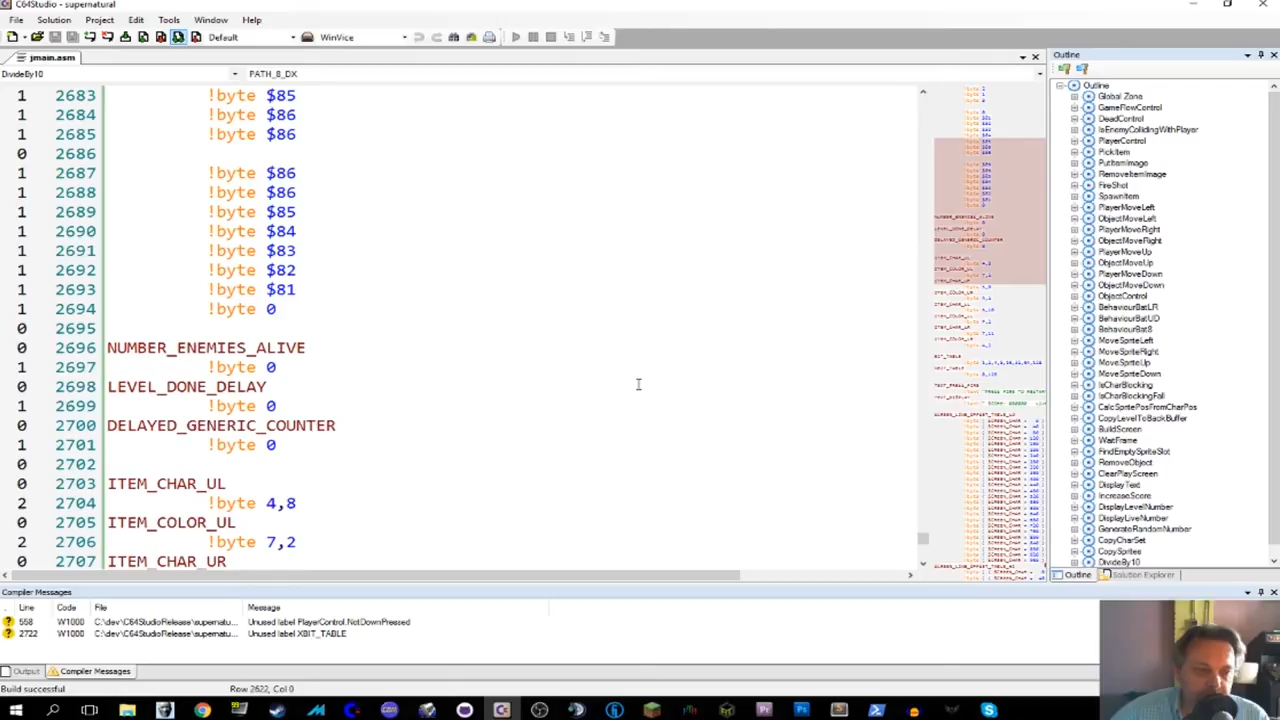 C64Studio - supernatural
File Solution Project Edit Tools Window Help
Default WinVice
jmain.asm
DivideBy10 PATH_8_DX
1 2683 !byte $85
1 2684 !byte $86
1 2685 !byte $86
0 2686
1 2687 !byte $86
1 2688 !byte $86
1 2689 !byte $85
1 2690 !byte $84
1 2691 !byte $83
1 2692 !byte $82
1 2693 !byte $81
1 2694 !byte 0
0 2695
0 2696 NUMBER_ENEMIES_ALIVE
1 2697 !byte 0
0 2698 LEVEL_DONE_DELAY
1 2699 !byte 0
0 2700 DELAYED_GENERIC_COUNTER
1 2701 !byte 0
0 2702
0 2703 ITEM_CHAR_UL
2 2704 !byte 4,8
0 2705 ITEM_COLOR_UL
2 2706 !byte 7,2
0 2707 ITEM_CHAR_UR
Outline
Outline
Global Zone
GameFlowControl
DeadControl
IsEnemyCollidingWithPlayer
PlayerControl
PickItem
PutItemImage
RemoveItemImage
FireShot
SpawnItem
PlayerMoveLeft
ObjectMoveLeft
PlayerMoveRight
ObjectMoveRight
PlayerMoveUp
ObjectMoveUp
PlayerMoveDown
ObjectMoveDown
ObjectControl
BehaviourBatLR
BehaviourBatUD
BehaviourBat8
MoveSpriteLeft
MoveSpriteRight
MoveSpriteUp
MoveSpriteDown
IsCharBlocking
IsCharBlockingFall
CalcSpritePosFromCharPos
CopyLevelToBackBuffer
BuildScreen
WaitFrame
FindEmptySpriteSlot
RemoveObject
ClearPlayScreen
DisplayText
IncreaseScore
DisplayLevelNumber
DisplayLiveNumber
GenerateRandomNumber
CopyCharSet
CopySprites
DivideBy10
Outline Solution Explorer
Compiler Messages
. Line Code File Message
558 W1000 C:\dev\C64StudioRelease\supernatu... Unused label PlayerControl.NotDownPressed
2722 W1000 C:\dev\C64StudioRelease\supernatu... Unused label XBIT_TABLE
Output Compiler Messages
Build successful Row 2622, Col 0